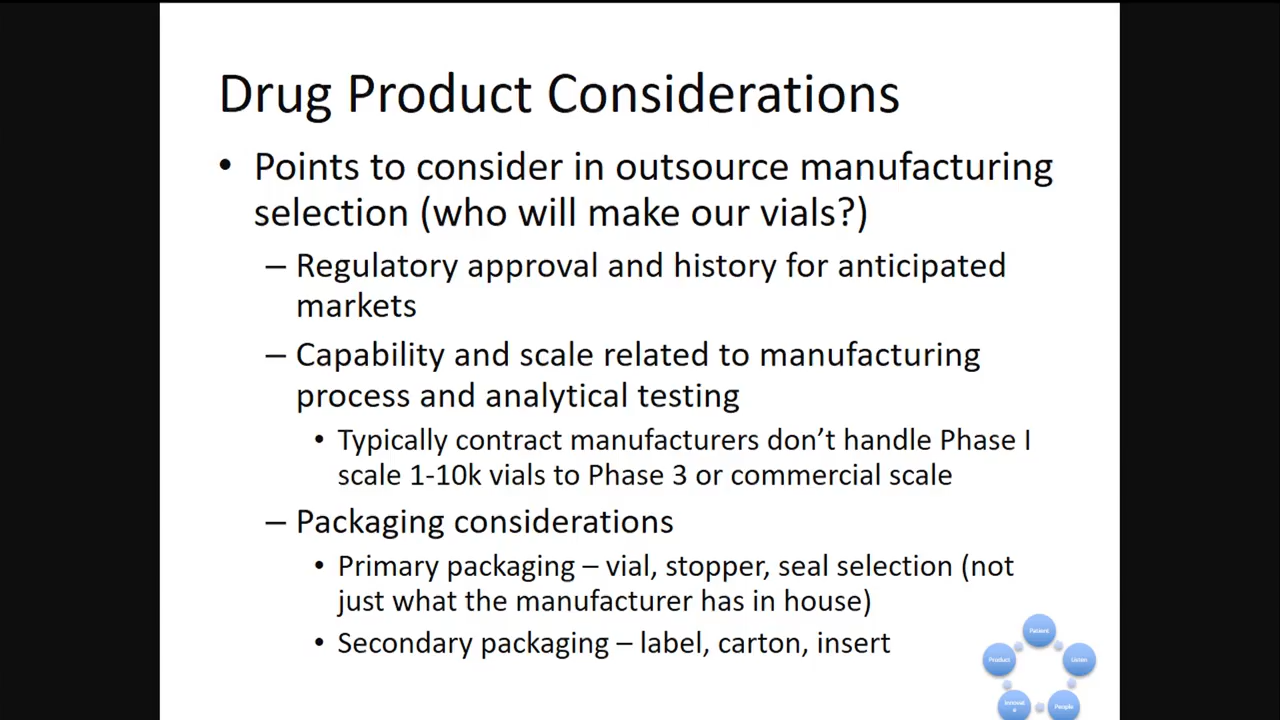 Drug Product Considerations
• Points to consider in outsource manufacturing
selection (who will make our vials?)
– Regulatory approval and history for anticipated
markets
– Capability and scale related to manufacturing
process and analytical testing
• Typically contract manufacturers don’t handle Phase I
scale 1-10k vials to Phase 3 or commercial scale
– Packaging considerations
• Primary packaging – vial, stopper, seal selection (not
just what the manufacturer has in house)
• Secondary packaging – label, carton, insert
Patient
Product
Listen
Innovat
e
People